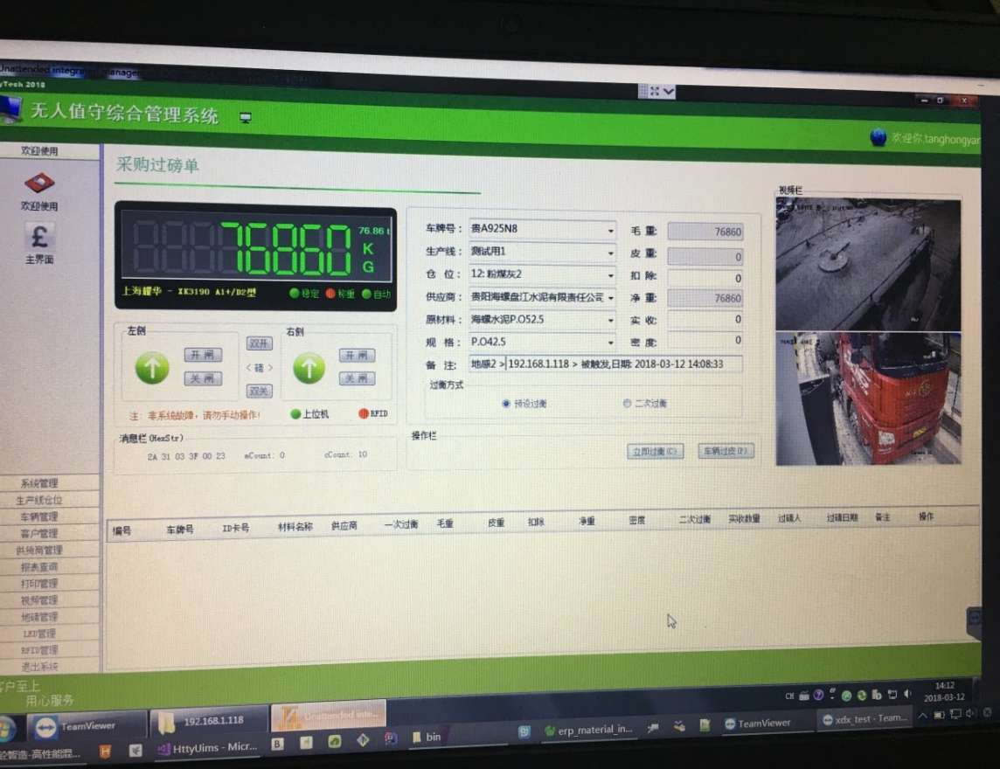 Unattended integrated manager
yTech 2018
无人值守综合管理系统
欢迎你,tanghongyan
欢迎使用
欢迎使用
主界面
系统管理
生产线仓位
车辆管理
客户管理
供货商管理
报表查询
打印管理
视频管理
地磅管理
LED管理
RFID管理
退出系统
采购过磅单
76860
76.86 t
K
G
上海耀华 - XK3190 A1+/D2型
稳定 称重 自动
左侧
开 闸
关 闸
双开
< 磅 >
双关
右侧
开 闸
关 闸
注：非系统故障，请勿手动操作!
上位机 RFID
消息栏(HexStr)
2A 31 03 3F 00 23 mCount: 0 cCount: 10
车牌号： 贵A925N8 毛 重: 76860
生产线： 测试用1 皮 重: 0
仓 位： 12: 粉煤灰2 扣 除: 0
供应商： 贵阳海螺盘江水泥有限责任公司 净 重: 76860
原材料： 海螺水泥P.O52.5 实 收: 0
规 格： P.O42.5 密 度: 0
备 注: 地感2 > 192.168.1.118 > 被触发,日期: 2018-03-12 14:08:33
过衡方式
预设过衡 二次过衡
操作栏
立即过衡(C) 车辆过皮(P)
视频栏
编号 车牌号 ID卡号 材料名称 供应商 一次过衡 毛重 皮重 扣除 净重 密度 二次过衡 实收数量 过磅人 过磅日期 备注 操作
客户至上
用心服务
CH
14:12
2018-03-12
TeamViewer
192.168.1.118
Unattended inte...
HttyUims - Micr...
bin
erp_material_in...
TeamViewer
xdx_test - Team...